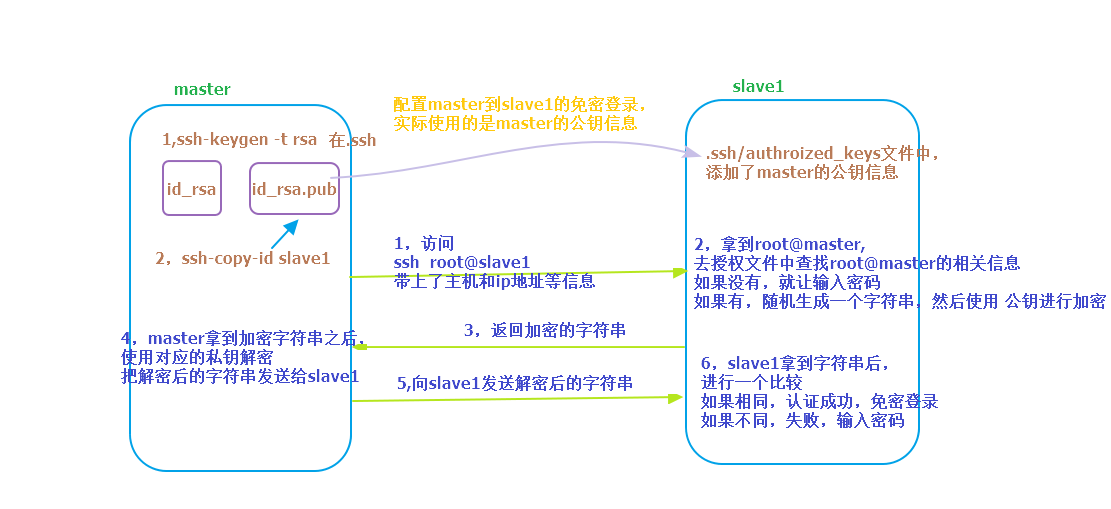 master
slave1
配置master到slave1的免密登录，
实际使用的是master的公钥信息
1,ssh-keygen -t rsa 在.ssh
id_rsa
id_rsa.pub
.ssh/authroized_keys文件中，
添加了master的公钥信息
2，ssh-copy-id slave1
1，访问
ssh root@slave1
带上了主机和ip地址等信息
2，拿到root@master,
去授权文件中查找root@master的相关信息
如果没有，就让输入密码
如果有，随机生成一个字符串，然后使用 公钥进行加密
3，返回加密的字符串
4，master拿到加密字符串之后，
使用对应的私钥解密
把解密后的字符串发送给slave1
5,向slave1发送解密后的字符串
6，slave1拿到字符串后，
进行一个比较
如果相同，认证成功，免密登录
如果不同，失败，输入密码